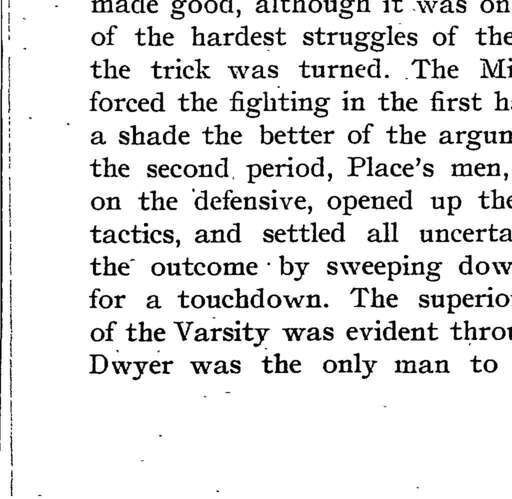 made good, although it was on
of the hardest struggles of the
the trick was turned. The Mi
forced the fighting in the first h
a shade the better of the argum
the second period, Place's men,
on the defensive, opened up the
tactics, and settled all uncerta
the outcome by sweeping dow
for a touchdown. The superio
of the Varsity was evident throu
Dwyer was the only man to